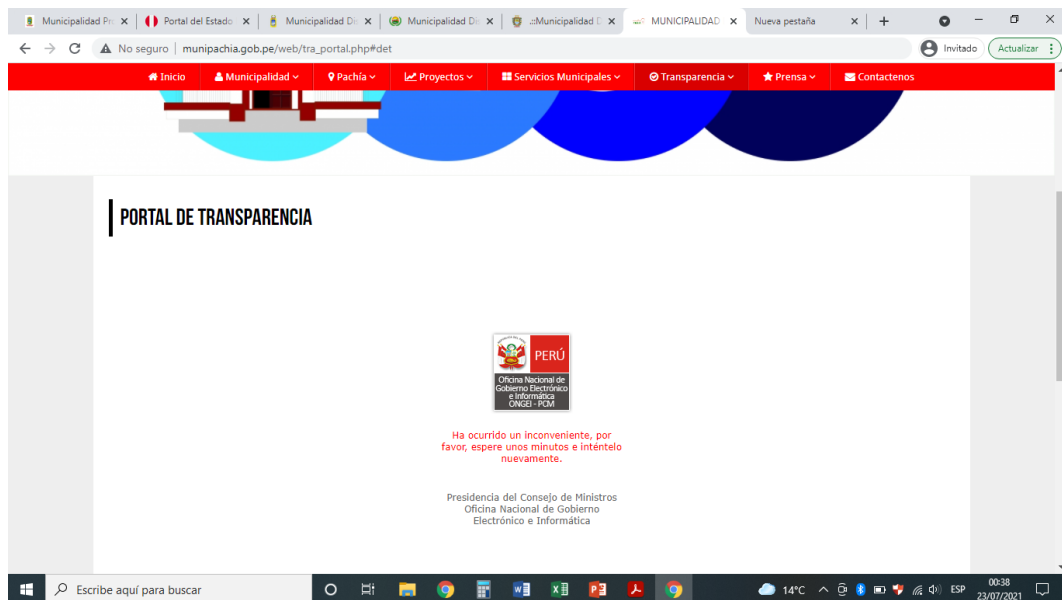 Municipalidad Pro
Portal del Estado
Municipalidad Dis
Municipalidad Dis
.::Municipalidad D
MUNICIPALIDAD
Nueva pestaña
No seguro | munipachia.gob.pe/web/tra_portal.php#det
Invitado
Actualizar
Inicio
Municipalidad
Pachía
Proyectos
Servicios Municipales
Transparencia
Prensa
Contactenos
PORTAL DE TRANSPARENCIA
PERÚ
Oficina Nacional de
Gobierno Electrónico
e Informática
ONGEI - PCM
Ha ocurrido un inconveniente, por
favor, espere unos minutos e inténtelo
nuevamente.
Presidencia del Consejo de Ministros
Oficina Nacional de Gobierno
Electrónico e Informática
Escribe aquí para buscar
14°C
ESP
00:38
23/07/2021